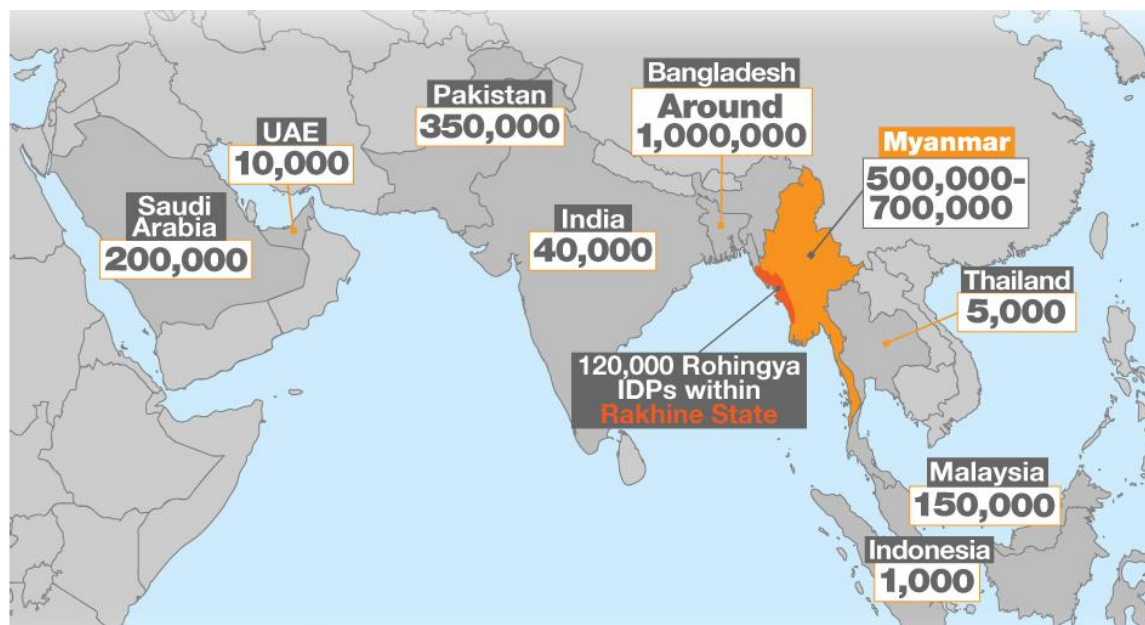 Bangladesh
Around
1,000,000
Pakistan
350,000
UAE
10,000
Myanmar
500,000-
700,000
Saudi
Arabia
200,000
India
40,000
Thailand
5,000
120,000 Rohingya
IDPs within
Rakhine State
Malaysia
150,000
Indonesia
1,000